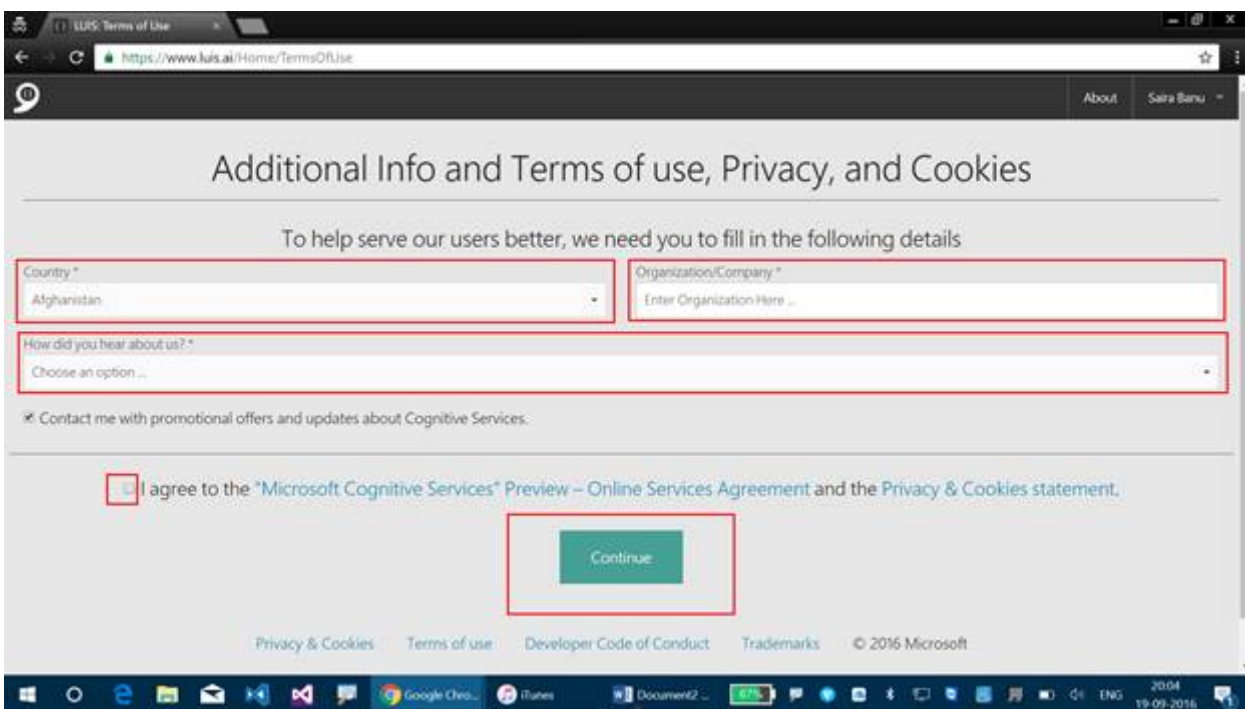 LUIS: Terms of Use
https://www.luis.ai/Home/TermsOfUse
About Saira Banu
Additional Info and Terms of use, Privacy, and Cookies
To help serve our users better, we need you to fill in the following details
Country * Organization/Company *
Afghanistan Enter Organization Here ...
How did you hear about us? *
Choose an option ...
Contact me with promotional offers and updates about Cognitive Services.
I agree to the "Microsoft Cognitive Services" Preview – Online Services Agreement and the Privacy & Cookies statement.
Continue
Privacy & Cookies Terms of use Developer Code of Conduct Trademarks © 2016 Microsoft
Google Chro... iTunes Document2 ... 67% ENG 20:04
19-09-2016